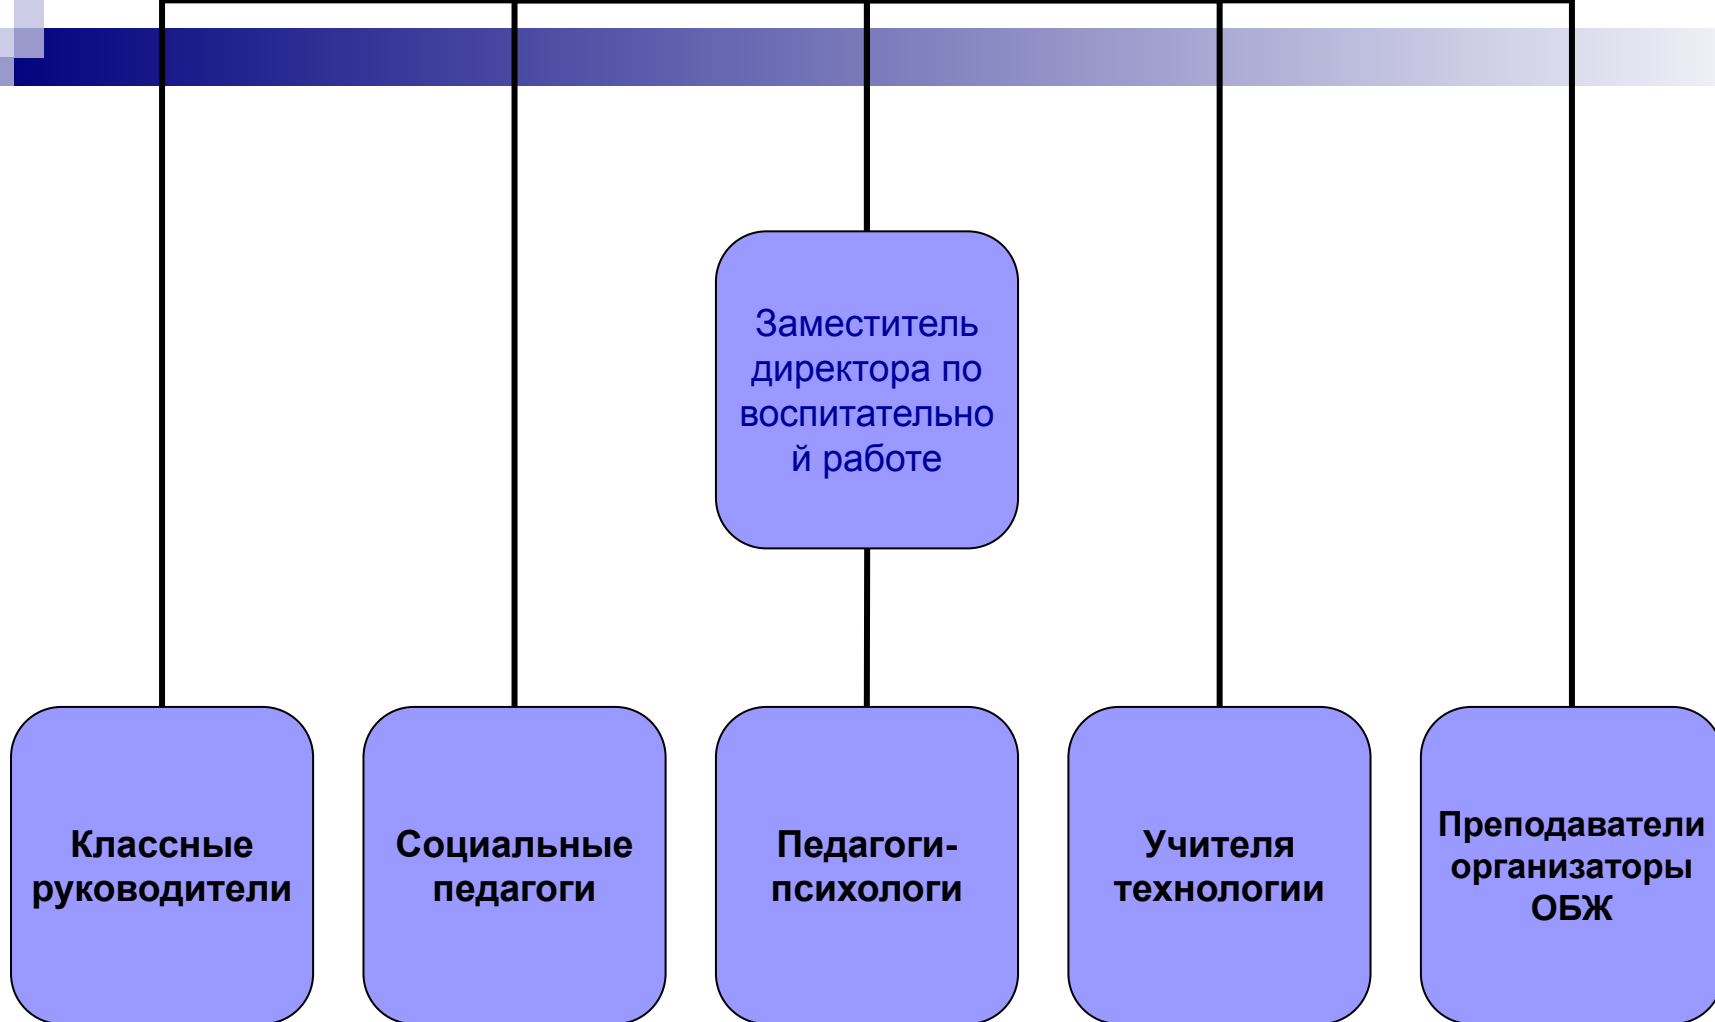 Заместитель
директора по
воспитательно
й работе
Классные
руководители
Социальные
педагоги
Педагоги-
психологи
Учителя
технологии
Преподаватели
организаторы
ОБЖ